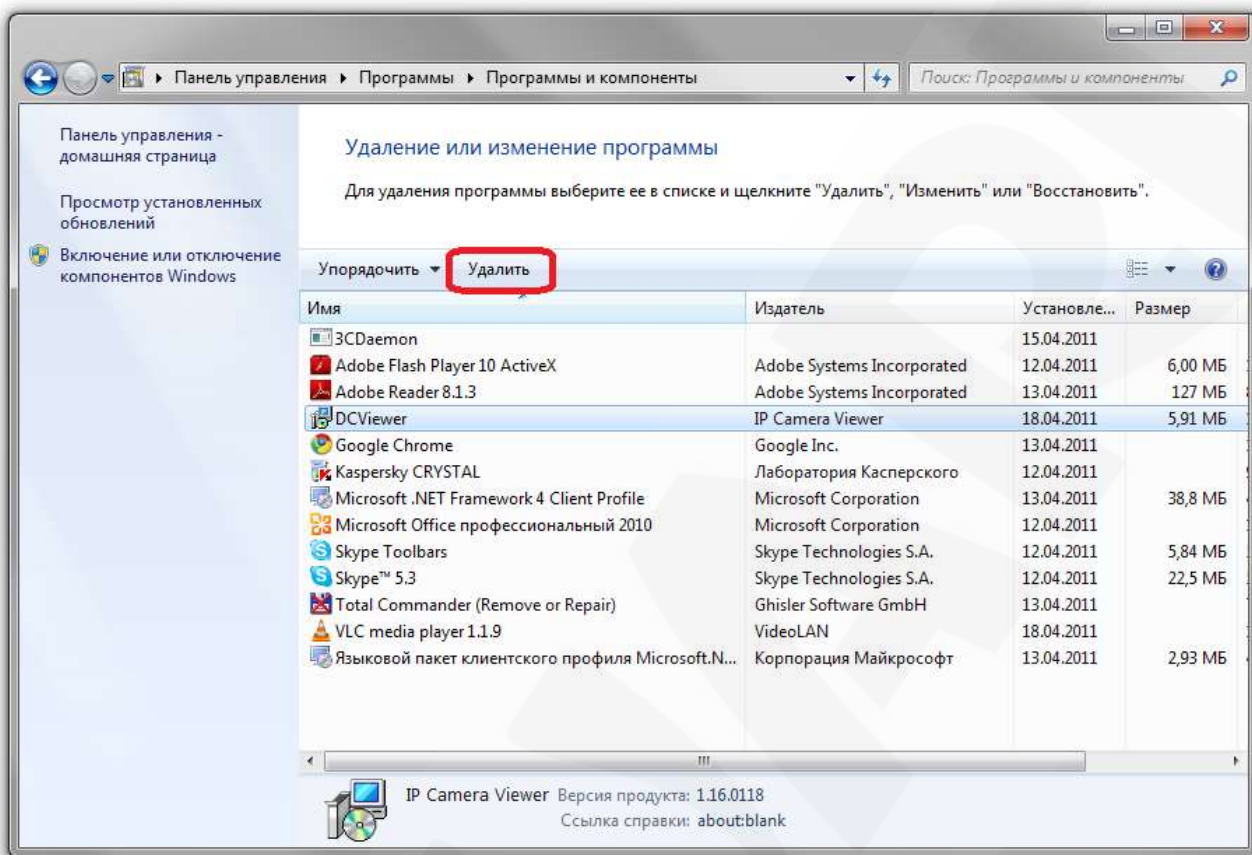 Панель управления ▸ Программы ▸ Программы и компоненты
Поиск: Программы и компоненты
Панель управления -
домашняя страница
Просмотр установленных
обновлений
Включение или отключение
компонентов Windows
Удаление или изменение программы
Для удаления программы выберите ее в списке и щелкните "Удалить", "Изменить" или "Восстановить".
Упорядочить Удалить
Имя Издатель Установле... Размер
3CDaemon 15.04.2011
Adobe Flash Player 10 ActiveX Adobe Systems Incorporated 12.04.2011 6,00 МБ
Adobe Reader 8.1.3 Adobe Systems Incorporated 13.04.2011 127 МБ
DCViewer IP Camera Viewer 18.04.2011 5,91 МБ
Google Chrome Google Inc. 13.04.2011
Kaspersky CRYSTAL Лаборатория Касперского 12.04.2011
Microsoft .NET Framework 4 Client Profile Microsoft Corporation 13.04.2011 38,8 МБ
Microsoft Office профессиональный 2010 Microsoft Corporation 12.04.2011
Skype Toolbars Skype Technologies S.A. 12.04.2011 5,84 МБ
Skype™ 5.3 Skype Technologies S.A. 12.04.2011 22,5 МБ
Total Commander (Remove or Repair) Ghisler Software GmbH 13.04.2011
VLC media player 1.1.9 VideoLAN 18.04.2011
Языковой пакет клиентского профиля Microsoft.N... Корпорация Майкрософт 13.04.2011 2,93 МБ
IP Camera Viewer Версия продукта: 1.16.0118
Ссылка справки: about:blank